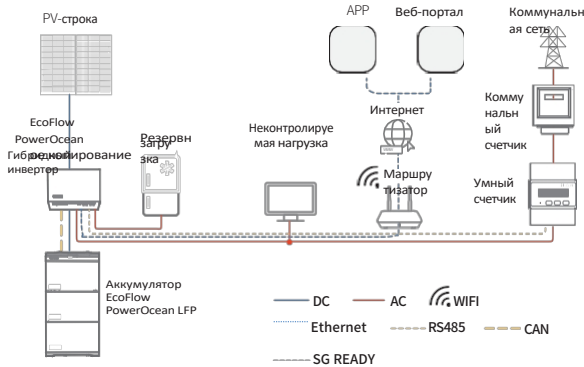 PV-строка
APP
Веб-портал
Коммунальн
ая сеть
EcoFlow
PowerOcean
Гибридный
инвертор
Резервн
копирование
загру
зка
Неконтролируе
мая нагрузка
Интернет
Комму
нальн
ый
счетчик
Маршру
тизатор
Умный
счетчик
Аккумулятор
EcoFlow
PowerOcean LFP
DC
AC
WIFI
Ethernet
RS485
CAN
SG READY